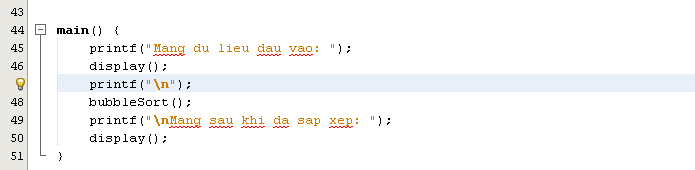 43
44 main() {
45 printf("Mang du lieu dau vao: ");
46 display();
printf("\n");
48 bubbleSort();
49 printf("\nMang sau khi da sap xep: ");
50 display();
51 }